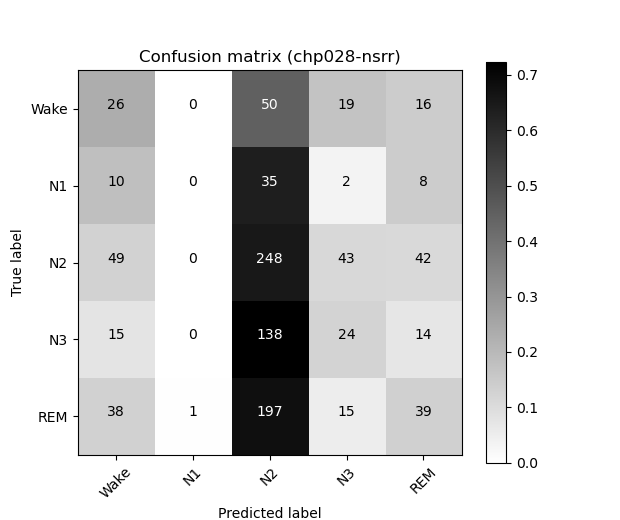 Confusion matrix (chp028-nsrr)
True label
Wake 26 0 50 19 16
N1 10 0 35 2 8
N2 49 0 248 43 42
N3 15 0 138 24 14
REM 38 1 197 15 39
Wake N1 N2 N3 REM
Predicted label
0.7
0.6
0.5
0.4
0.3
0.2
0.1
0.0